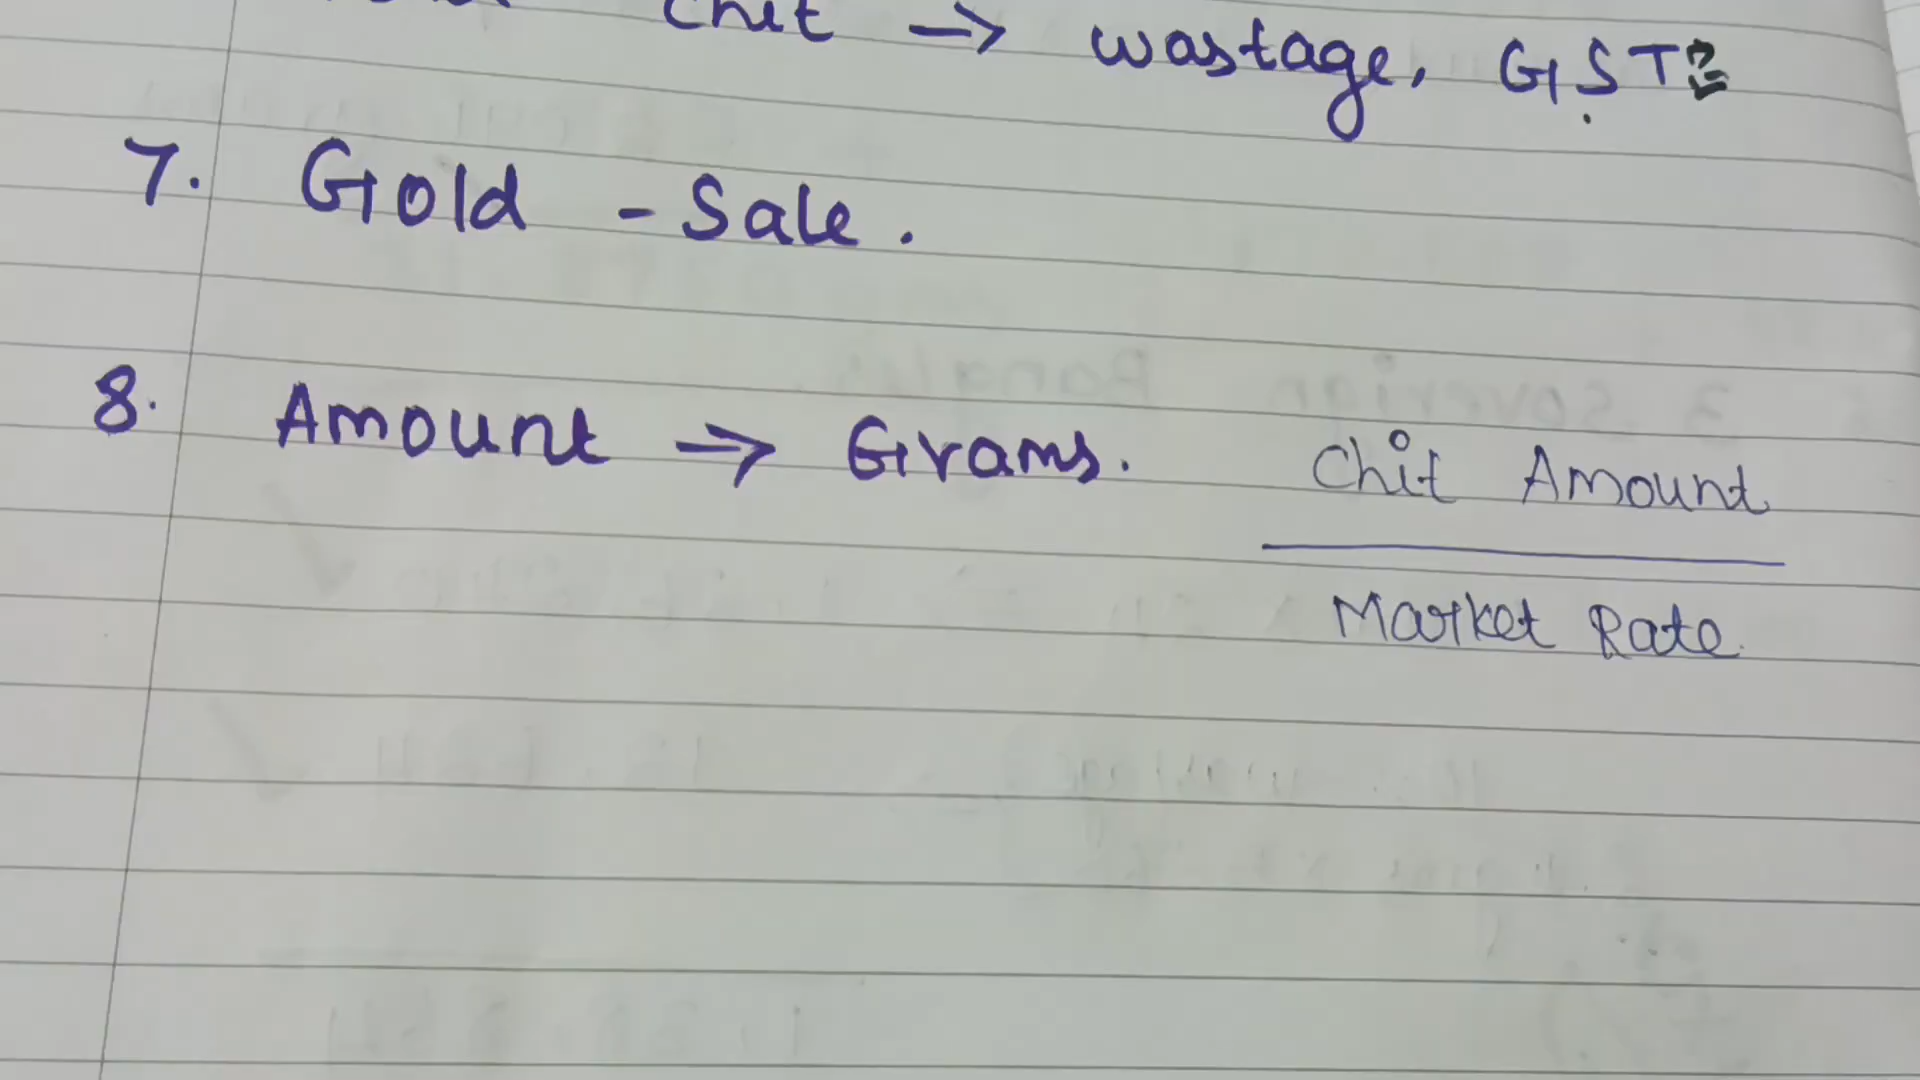 chit → wastage, GST
7. Gold - Sale.
8. Amount → Grams. Chit Amount
Market Rate